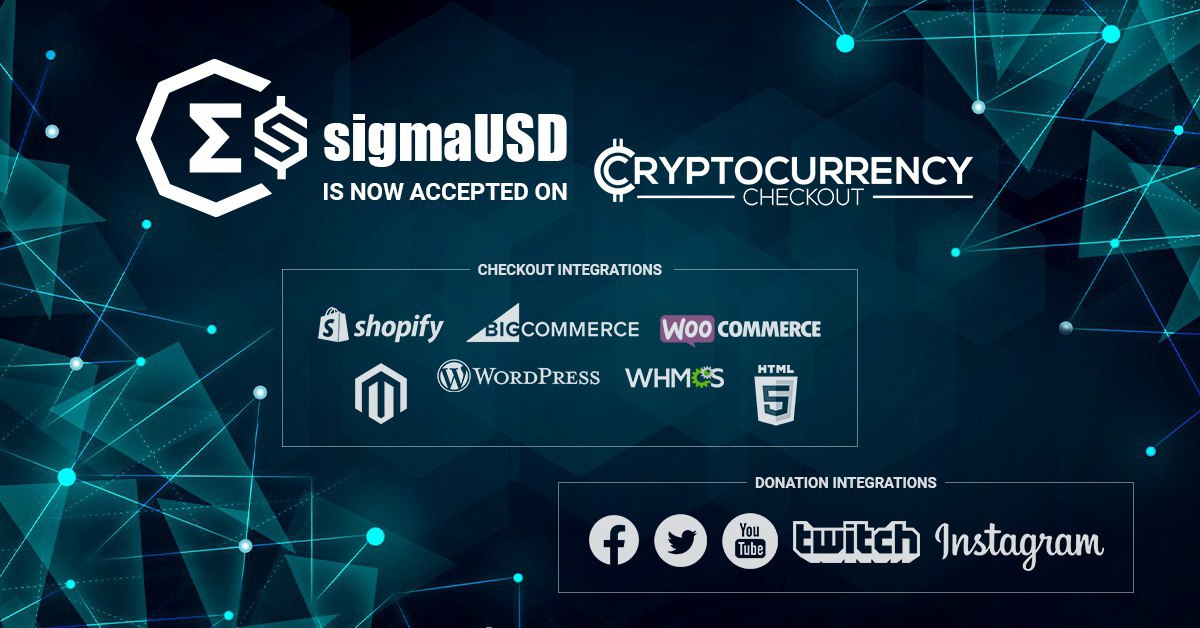 Σ$ sigmaUSD
IS NOW ACCEPTED ON
CRYPTOCURRENCY
CHECKOUT
CHECKOUT INTEGRATIONS
shopify BIGCOMMERCE WOO COMMERCE
WORDPRESS WHMCS HTML
5
DONATION INTEGRATIONS
You
Tube twitch Instagram